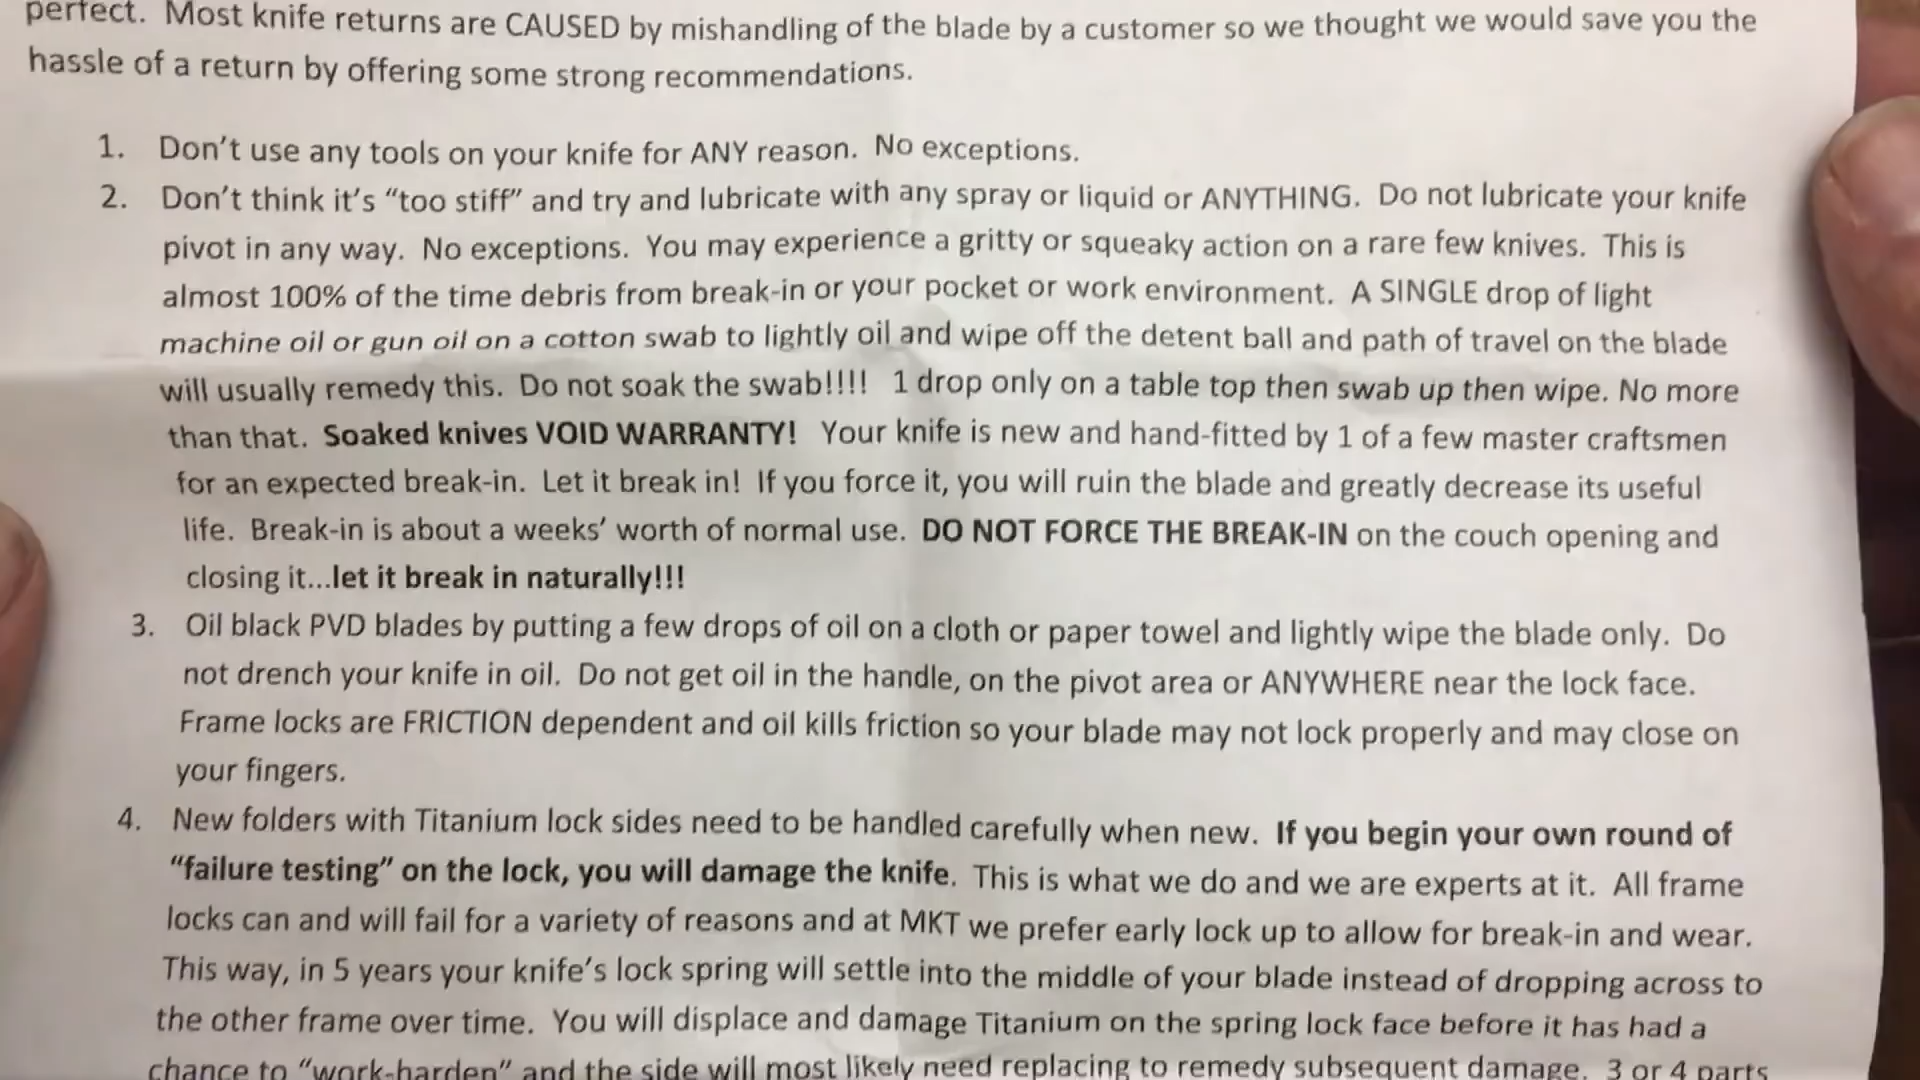 perfect. Most knife returns are CAUSED by mishandling of the blade by a customer so we thought we would save you the
hassle of a return by offering some strong recommendations.
1. Don't use any tools on your knife for ANY reason. No exceptions.
2. Don't think it's "too stiff" and try and lubricate with any spray or liquid or ANYTHING. Do not lubricate your knife
pivot in any way. No exceptions. You may experience a gritty or squeaky action on a rare few knives. This is
almost 100% of the time debris from break-in or your pocket or work environment. A SINGLE drop of light
machine oil or gun oil on a cotton swab to lightly oil and wipe off the detent ball and path of travel on the blade
will usually remedy this. Do not soak the swab!!!! 1 drop only on a table top then swab up then wipe. No more
than that. Soaked knives VOID WARRANTY! Your knife is new and hand-fitted by 1 of a few master craftsmen
for an expected break-in. Let it break in! If you force it, you will ruin the blade and greatly decrease its useful
life. Break-in is about a weeks' worth of normal use. DO NOT FORCE THE BREAK-IN on the couch opening and
closing it...let it break in naturally!!!
3. Oil black PVD blades by putting a few drops of oil on a cloth or paper towel and lightly wipe the blade only. Do
not drench your knife in oil. Do not get oil in the handle, on the pivot area or ANYWHERE near the lock face.
Frame locks are FRICTION dependent and oil kills friction so your blade may not lock properly and may close on
your fingers.
4. New folders with Titanium lock sides need to be handled carefully when new. If you begin your own round of
"failure testing" on the lock, you will damage the knife. This is what we do and we are experts at it. All frame
locks can and will fail for a variety of reasons and at MKT we prefer early lock up to allow for break-in and wear.
This way, in 5 years your knife's lock spring will settle into the middle of your blade instead of dropping across to
the other frame over time. You will displace and damage Titanium on the spring lock face before it has had a
chance to "work-harden" and the side will most likely need replacing to remedy subsequent damage. 3 or 4 parts